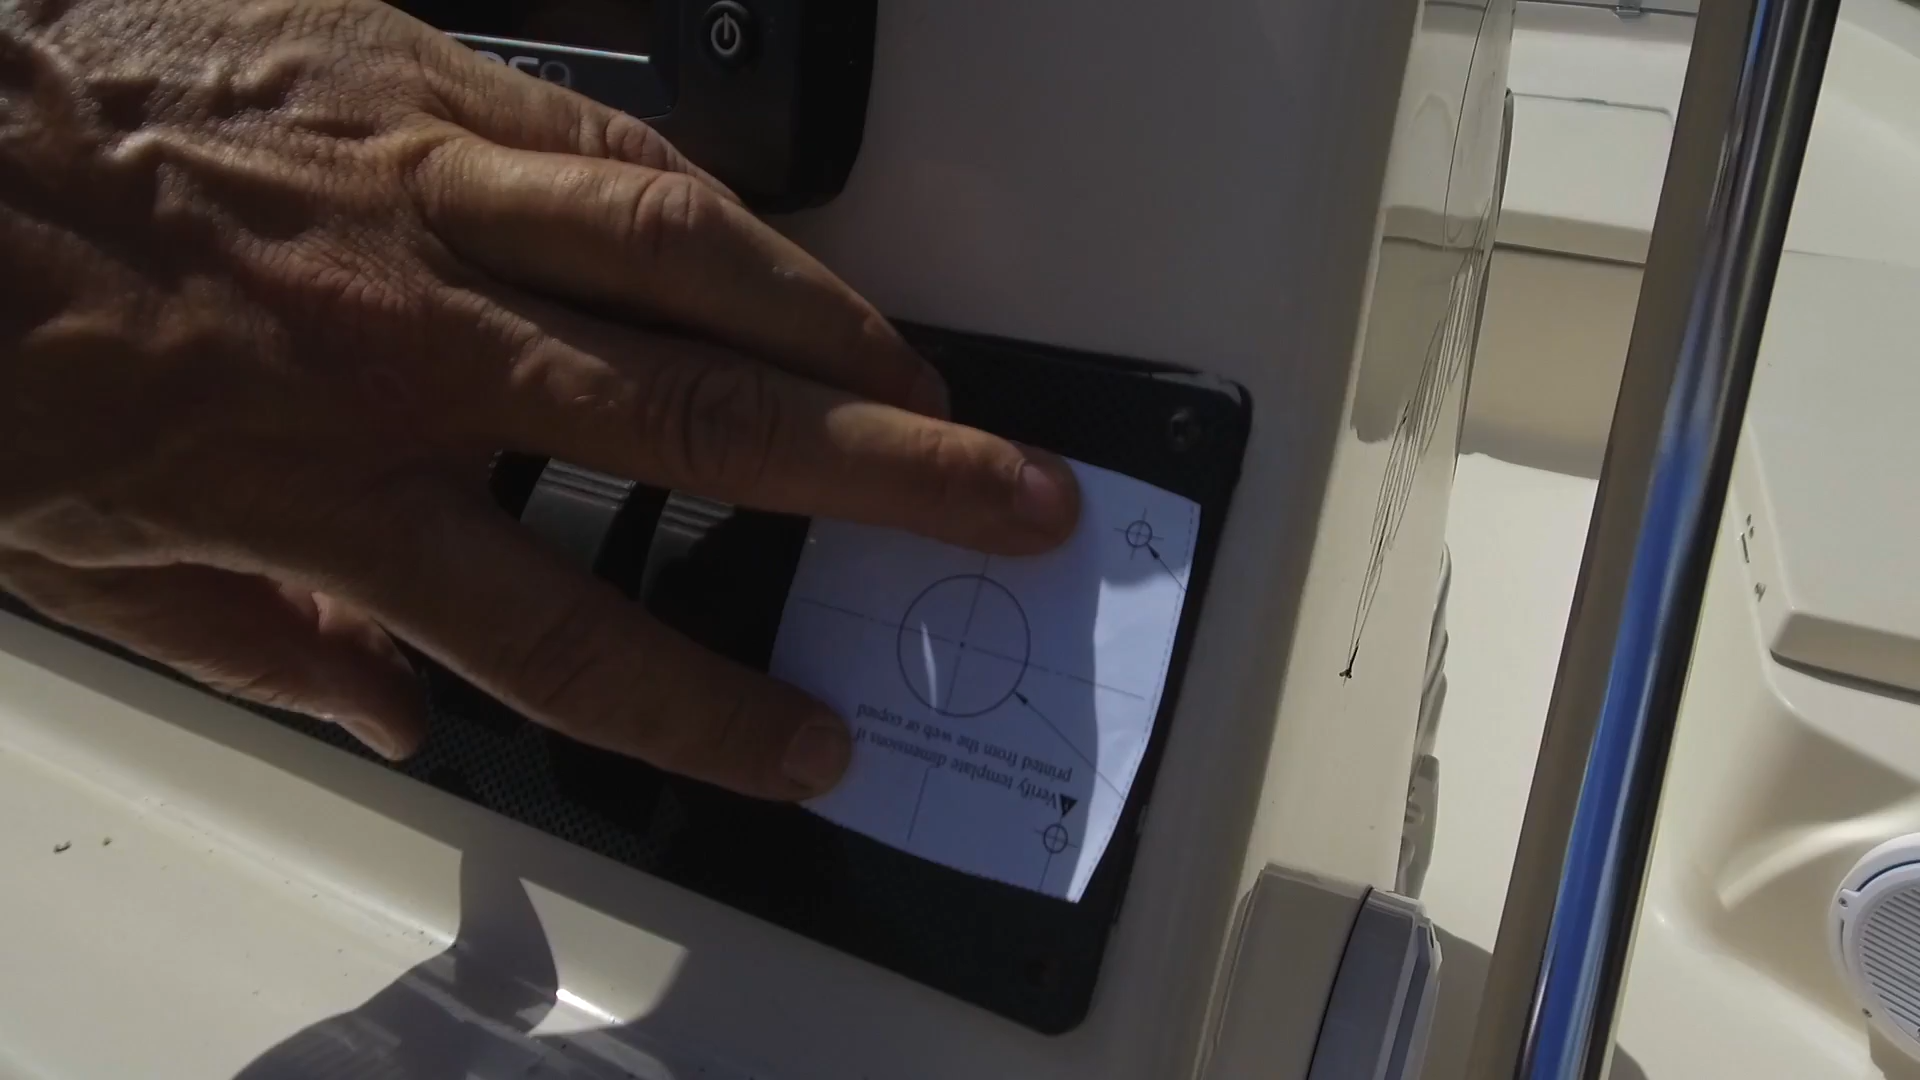 Verify template dimensions if
printed from the web or copied